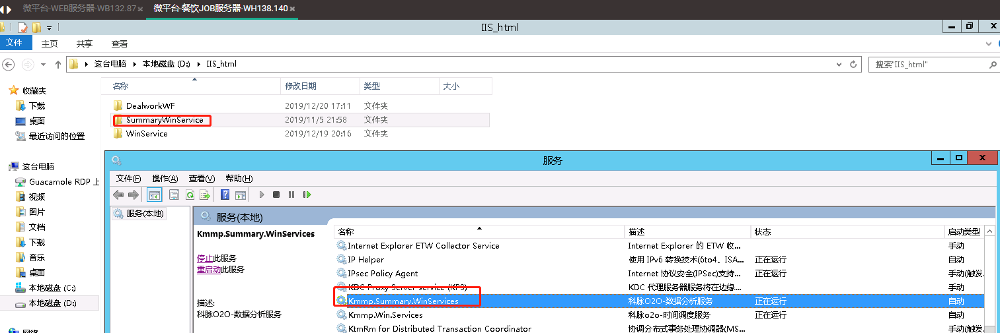 微平台-WEB服务器-WB132.87 微平台-餐饮JOB服务器-WH138.140
IIS_html
文件 主页 共享 查看
这台电脑 本地磁盘 (D:) IIS_html 搜索"IIS_html"
名称 修改日期 类型 大小
收藏夹
下载
桌面
最近访问的位置
这台电脑
Guacamole RDP 上
视频
图片
文档
下载
音乐
桌面
本地磁盘 (C:)
本地磁盘 (D:)
网络
DealworkWF 2019/12/20 17:11 文件夹
SummaryWinService 2019/11/5 21:58 文件夹
WinService 2019/12/19 20:16 文件夹
服务
文件(F) 操作(A) 查看(V) 帮助(H)
服务(本地)
服务(本地)
Kmmp.Summary.WinServices
停止此服务
重启动此服务
描述:
科脉O2O-数据分析服务
名称 描述 状态 启动类型
Internet Explorer ETW Collector Service Internet Explorer 的 ETW 收... 手动
IP Helper 使用 IPv6 转换技术(6to4、ISA... 正在运行 自动
IPsec Policy Agent Internet 协议安全(IPSec)支持... 正在运行 手动(触发...
KDC Proxy Server service (KPS) KDC 代理服务器服务将在边缘... 手动
Kmmp.Summary.WinServices 科脉O2O-数据分析服务 正在运行 自动
Kmmp.Win.Services 科脉o2o-时间调度服务 正在运行 自动
KtmRm for Distributed Transaction Coordinator 协调分布式事务处理协调器(MS... 手动(触发...